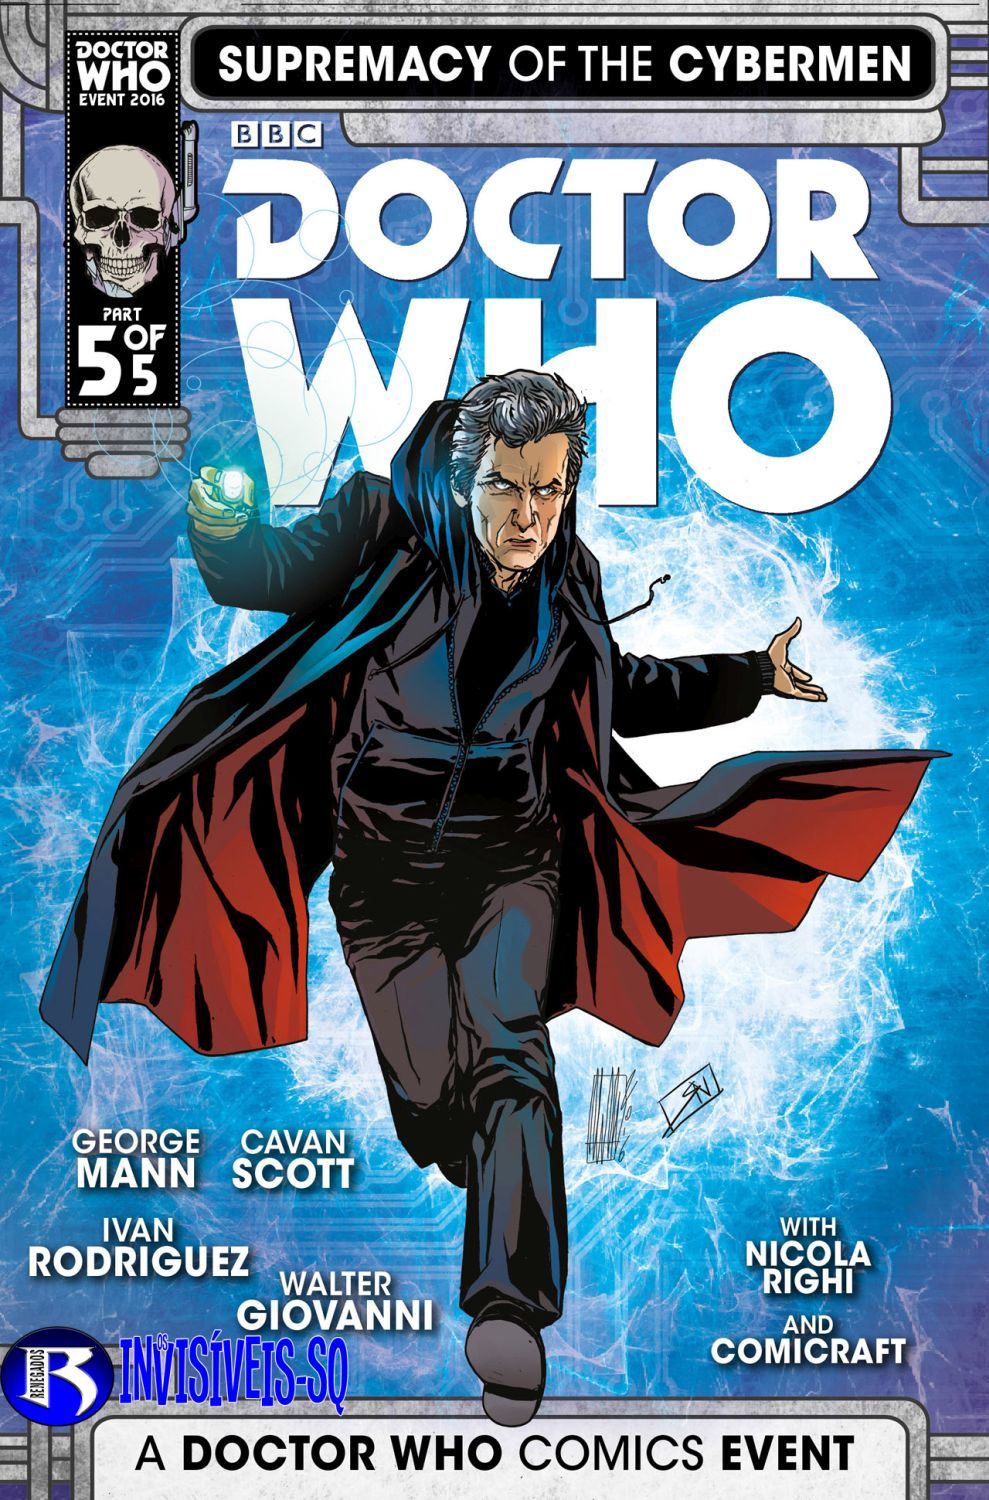 DOCTOR
WHO
EVENT 2016
SUPREMACY OF THE CYBERMEN
BBC
DOCTOR
WHO
PART
5 OF 5
GEORGE
MANN
CAVAN
SCOTT
IVAN
RODRIGUEZ
WALTER
GIOVANNI
WITH
NICOLA
RIGHI
AND
COMICRAFT
RENEGADOS
R
OS
INVISÍVEIS-SQ
A DOCTOR WHO COMICS EVENT